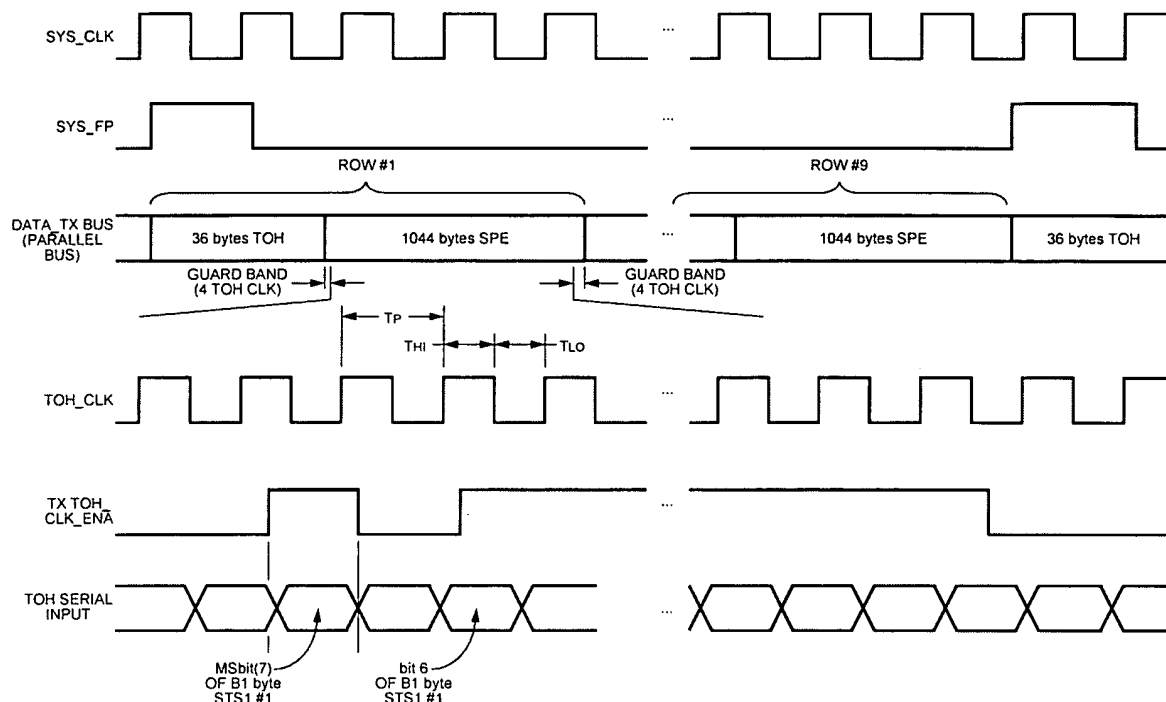 SYS_CLK
...
SYS_FP
...
ROW #1
ROW #9
DATA_TX BUS
(PARALLEL
BUS)
36 bytes TOH
1044 bytes SPE
...
1044 bytes SPE
36 bytes TOH
GUARD BAND
(4 TOH CLK)
GUARD BAND
(4 TOH CLK)
TP
THI
TLO
TOH_CLK
...
TX TOH_
CLK_ENA
...
TOH SERIAL
INPUT
...
MSbit(7)
OF B1 byte
STS1 #1
bit 6
OF B1 byte
STS1 #1